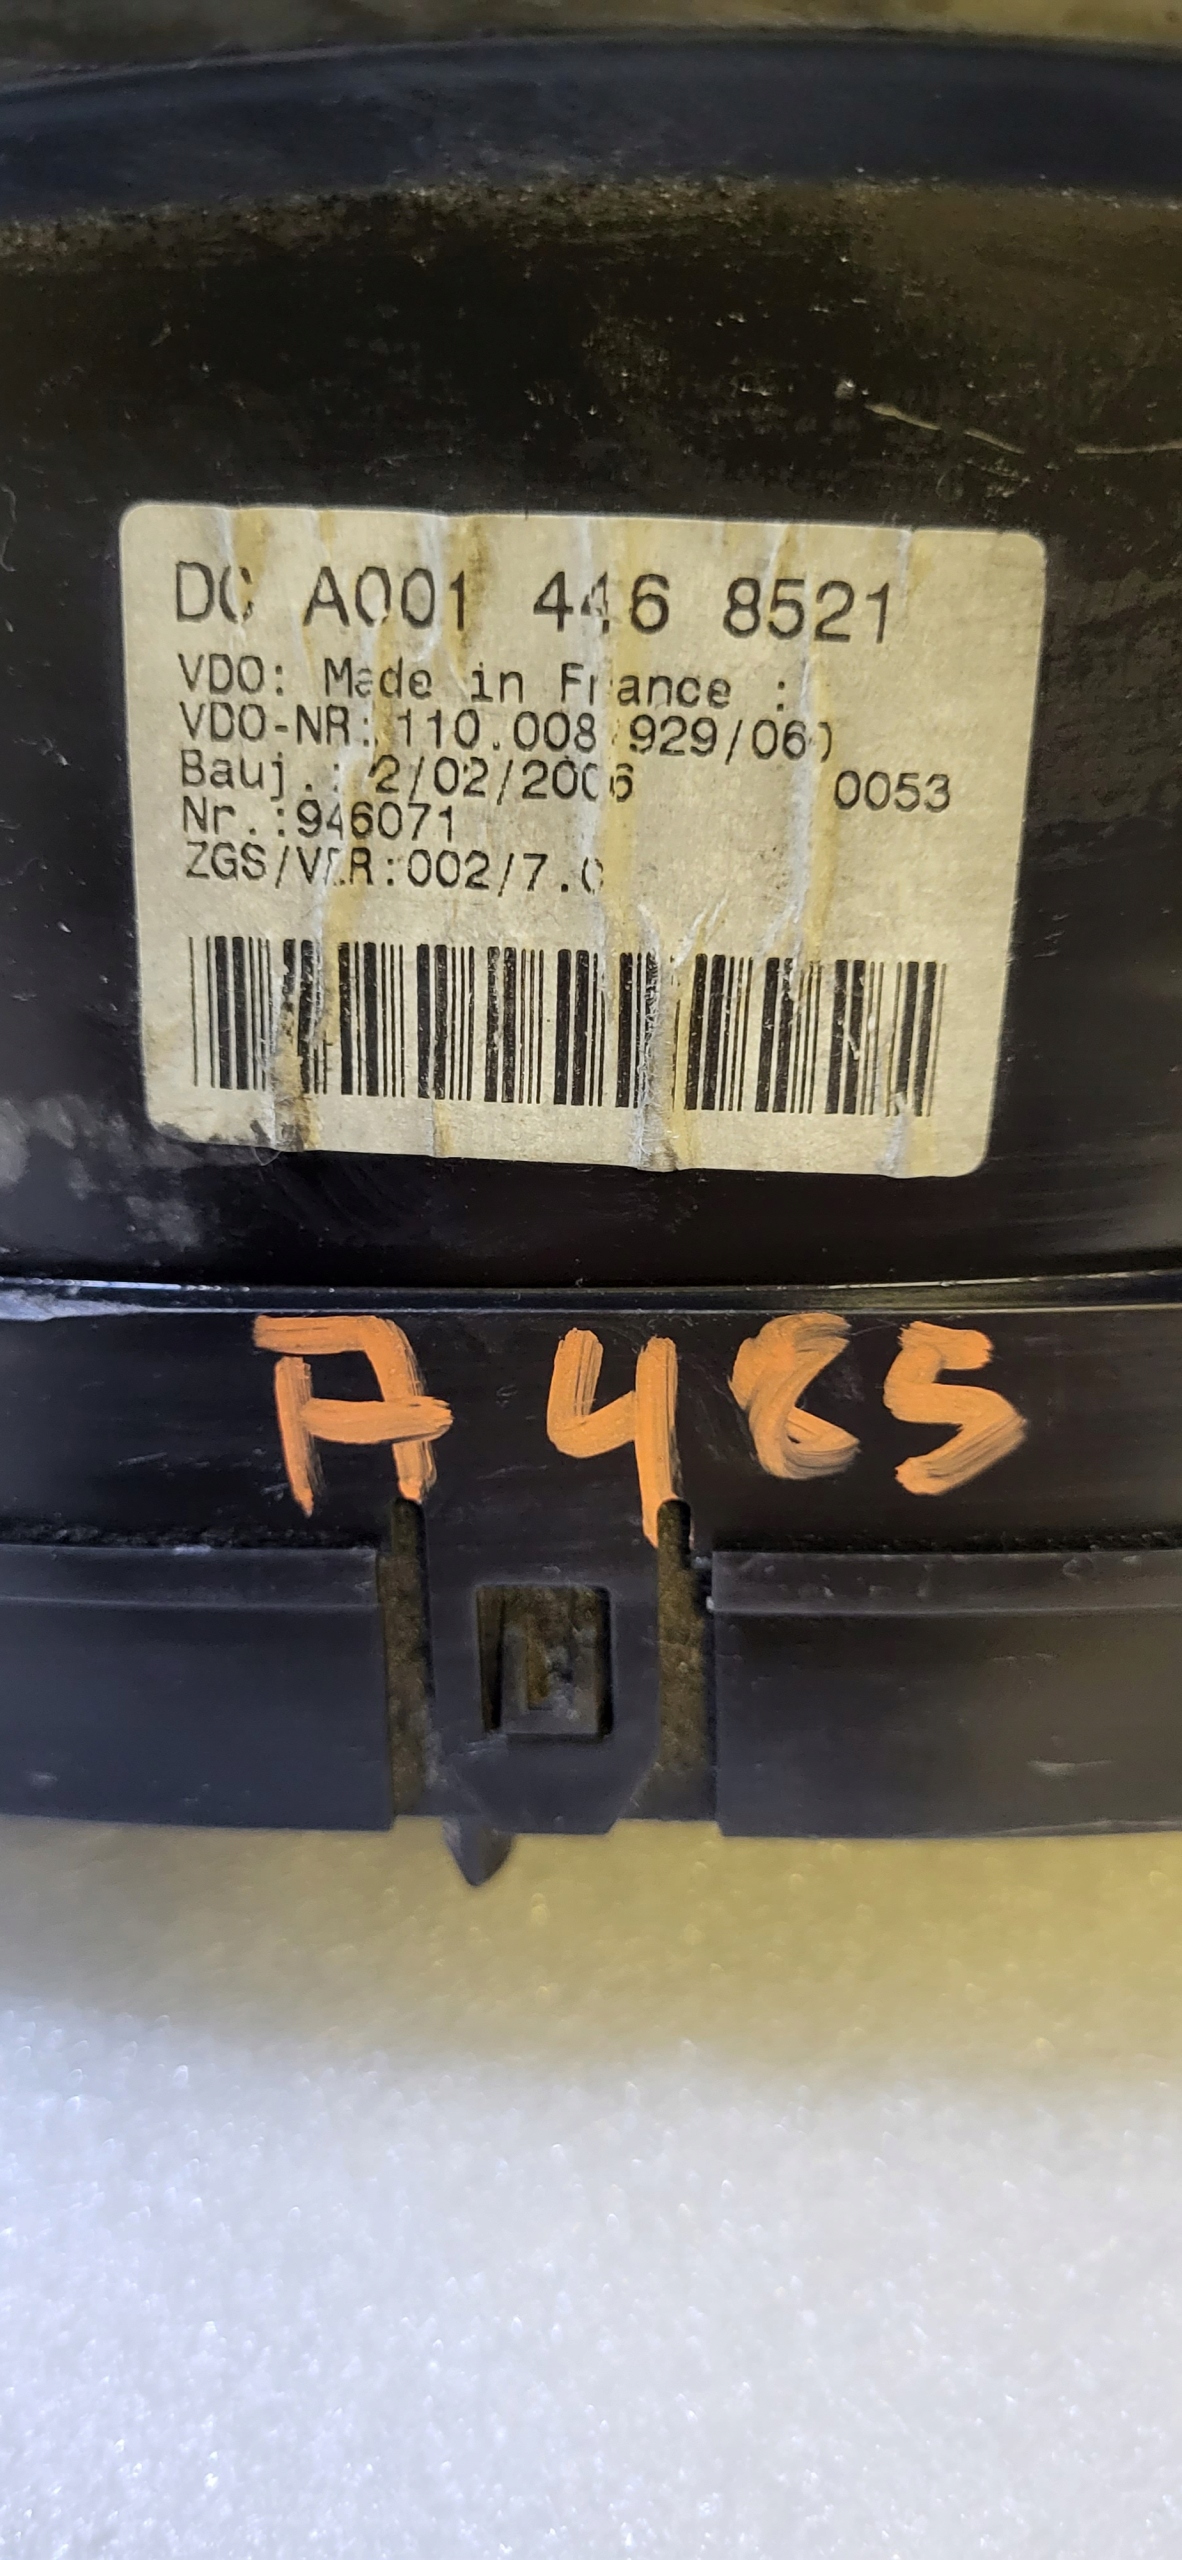 DC A001 446 8521
VDO: Made in France :
VDO-NR: 110.008 929/060
Bauj.: 2/02/2006 0053
Nr.:946071
ZGS/VER:002/7.0
A 485